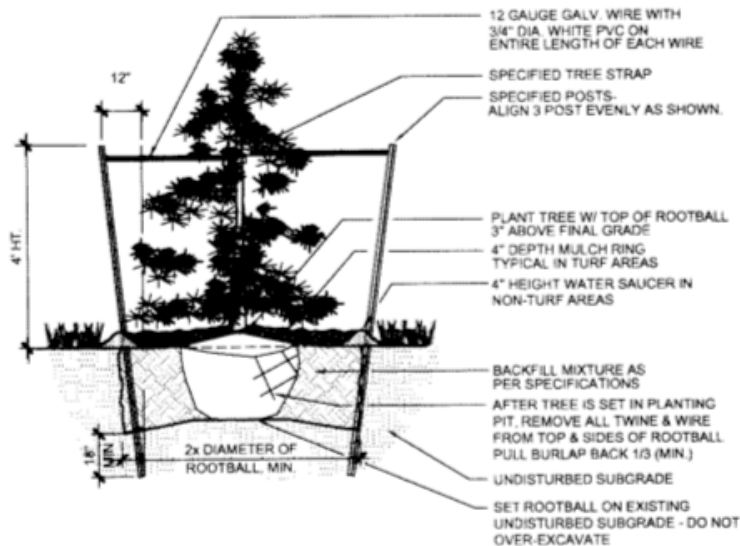 12 GAUGE GALV. WIRE WITH
3/4" DIA. WHITE PVC ON
ENTIRE LENGTH OF EACH WIRE
12"
SPECIFIED TREE STRAP
SPECIFIED POSTS-
ALIGN 3 POST EVENLY AS SHOWN.
4' HT.
PLANT TREE W/ TOP OF ROOTBALL
3" ABOVE FINAL GRADE
4" DEPTH MULCH RING
TYPICAL IN TURF AREAS
4" HEIGHT WATER SAUCER IN
NON-TURF AREAS
BACKFILL MIXTURE AS
PER SPECIFICATIONS
AFTER TREE IS SET IN PLANTING
PIT, REMOVE ALL TWINE & WIRE
FROM TOP & SIDES OF ROOTBALL
PULL BURLAP BACK 1/3 (MIN.)
18"
MIN
2x DIAMETER OF
ROOTBALL, MIN.
UNDISTURBED SUBGRADE
SET ROOTBALL ON EXISTING
UNDISTURBED SUBGRADE - DO NOT
OVER-EXCAVATE